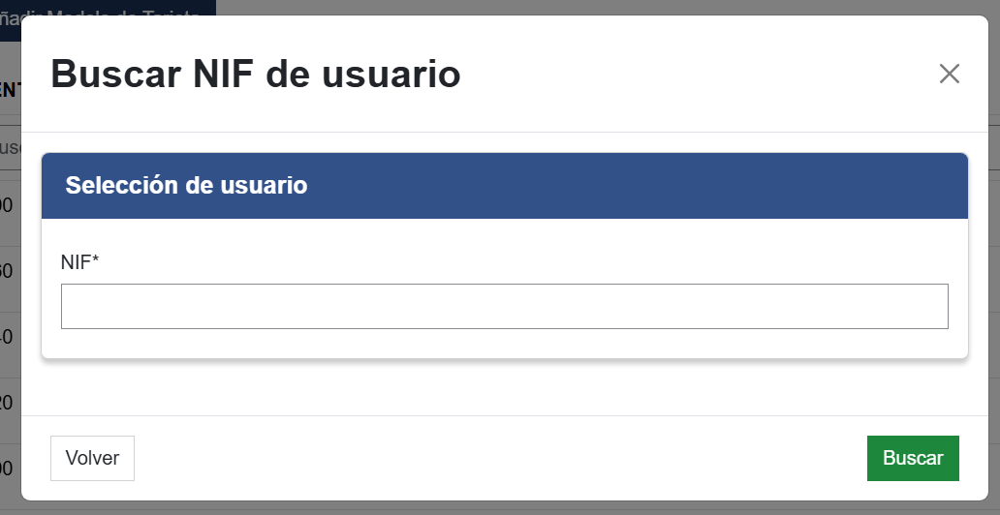 Buscar NIF de usuario
Selección de usuario
NIF*
Volver
Buscar